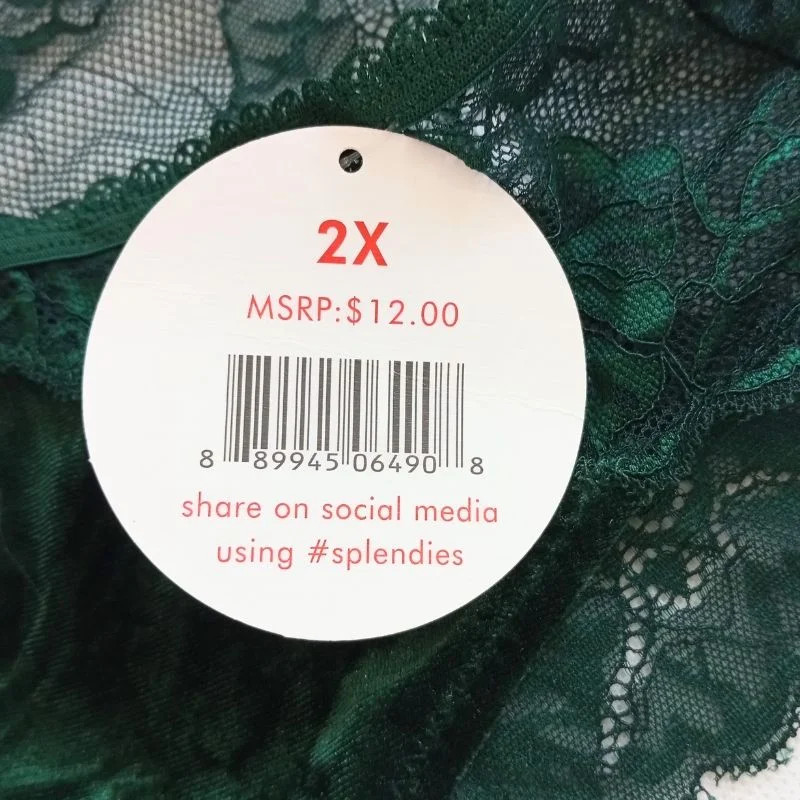 2X
MSRP:$12.00
8 89945 06490 8
share on social media
using #splendies